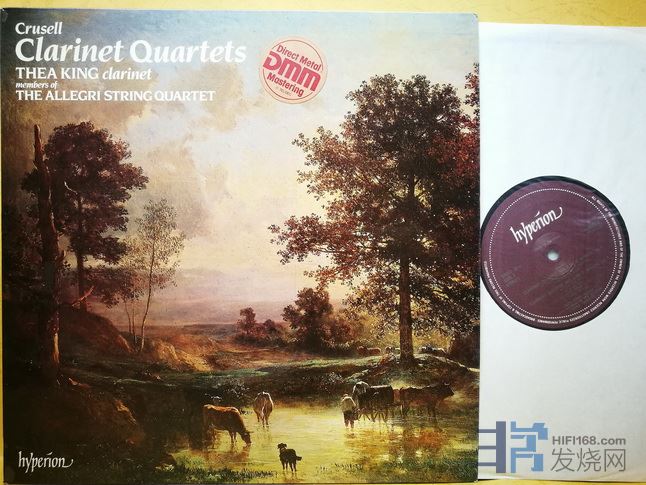 Crusell
Clarinet Quartets
THEA KING clarinet
members of
THE ALLEGRI STRING QUARTET
Direct Metal
DMM
Mastering
hyperion
hyperion
HIFI168.com
发烧网